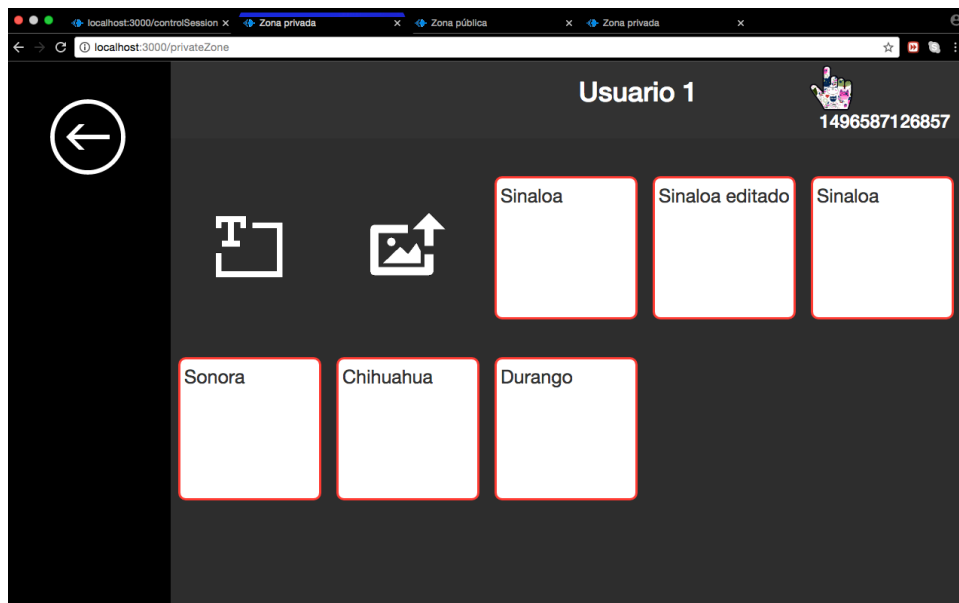 localhost:3000/controlSession
Zona privada
Zona pública
Zona privada
localhost:3000/privateZone
Usuario 1
1496587126857
T
Sinaloa
Sinaloa editado
Sinaloa
Sonora
Chihuahua
Durango